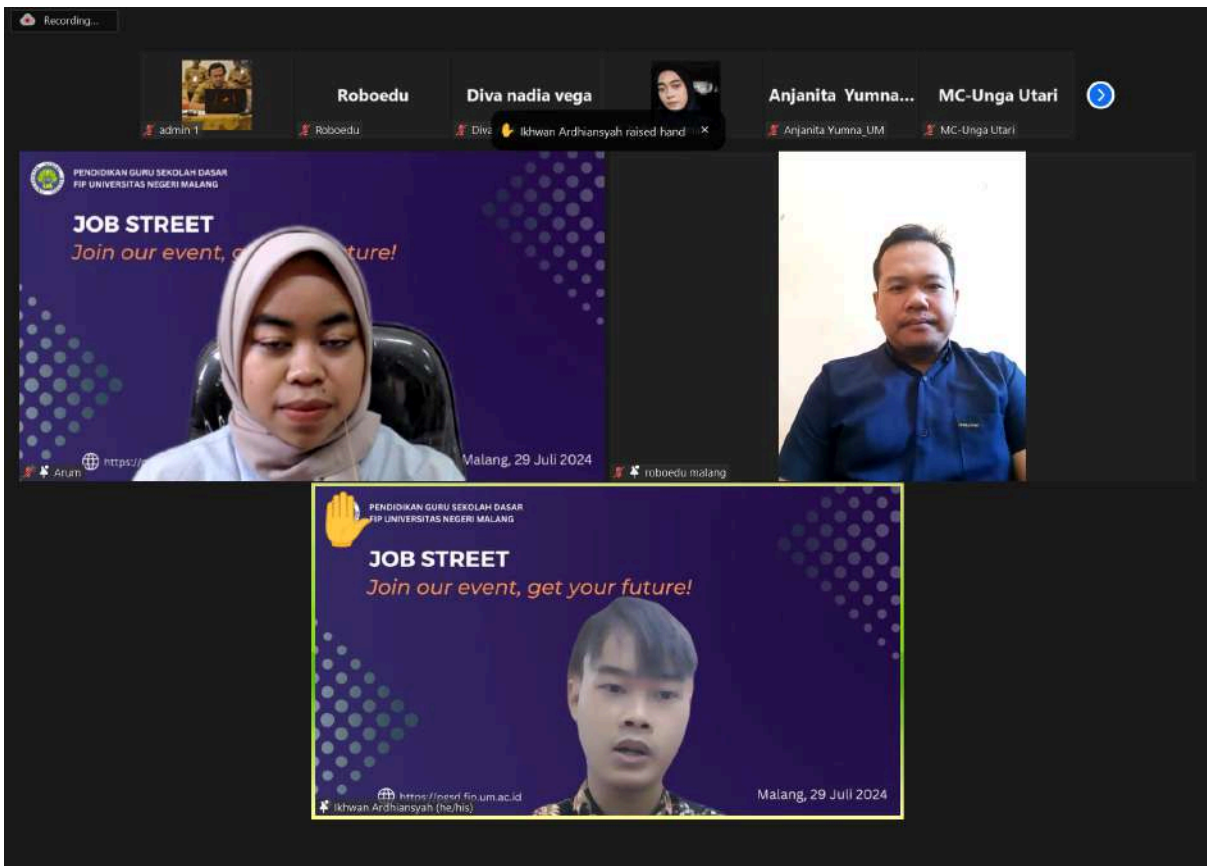 Recording...
Roboedu
Diva nadia vega
Anjanita Yumna...
MC-Unga Utari
admin 1
Roboedu
Diva
Ikhwan Ardhiansyah raised hand
Anjanita Yumna_UM
MC-Unga Utari
PENDIDIKAN GURU SEKOLAH DASAR
FIP UNIVERSITAS NEGERI MALANG
JOB STREET
Join our event, g ture!
https:/
Malang, 29 Juli 2024
Arum
roboedu malang
PENDIDIKAN GURU SEKOLAH DASAR
FIP UNIVERSITAS NEGERI MALANG
JOB STREET
Join our event, get your future!
https://pgsd.fip.um.ac.id
Malang, 29 Juli 2024
Ikhwan Ardhiansyah (he/his)